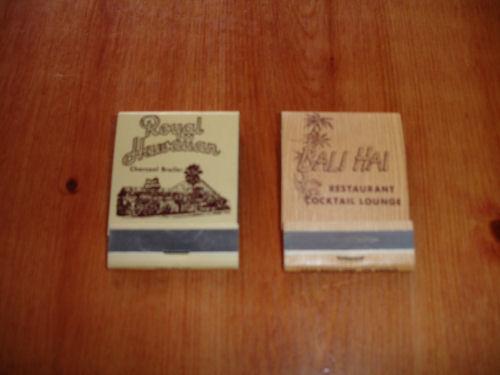 Royal
Hawaiian
Charcoal Broiler
BALI HAI
RESTAURANT
COCKTAIL LOUNGE